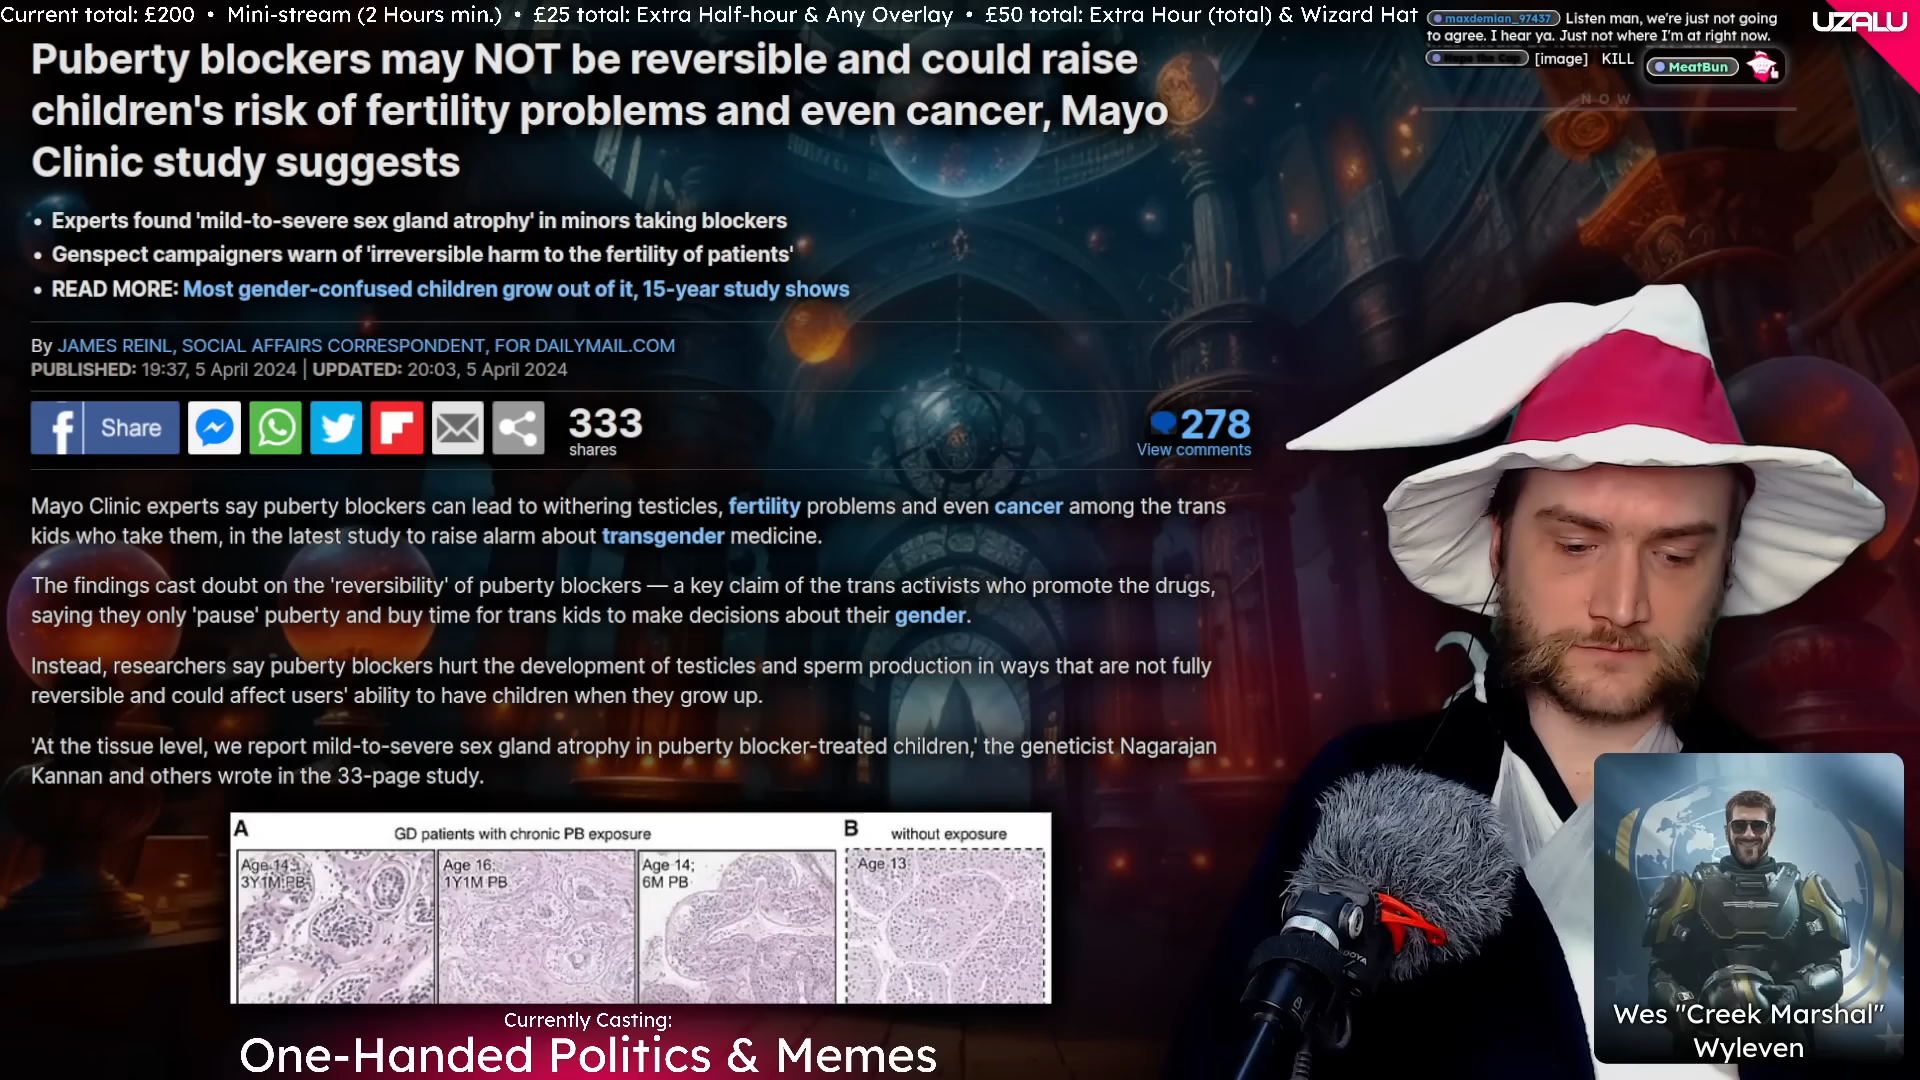 Current total: £200 • Mini-stream (2 Hours min.) • £25 total: Extra Half-hour & Any Overlay • £50 total: Extra Hour (total) & Wizard Hat
maxdemian_97437 Listen man, we're just not going
to agree. I hear ya. Just not where I'm at right now.
[image] KILL
MeatBun
NOW
UZALU
Puberty blockers may NOT be reversible and could raise
children's risk of fertility problems and even cancer, Mayo
Clinic study suggests
• Experts found 'mild-to-severe sex gland atrophy' in minors taking blockers
• Genspect campaigners warn of 'irreversible harm to the fertility of patients'
• READ MORE: Most gender-confused children grow out of it, 15-year study shows
By JAMES REINL, SOCIAL AFFAIRS CORRESPONDENT, FOR DAILYMAIL.COM
PUBLISHED: 19:37, 5 April 2024 | UPDATED: 20:03, 5 April 2024
Share
333
shares
278
View comments
Mayo Clinic experts say puberty blockers can lead to withering testicles, fertility problems and even cancer among the trans
kids who take them, in the latest study to raise alarm about transgender medicine.
The findings cast doubt on the 'reversibility' of puberty blockers — a key claim of the trans activists who promote the drugs,
saying they only 'pause' puberty and buy time for trans kids to make decisions about their gender.
Instead, researchers say puberty blockers hurt the development of testicles and sperm production in ways that are not fully
reversible and could affect users' ability to have children when they grow up.
'At the tissue level, we report mild-to-severe sex gland atrophy in puberty blocker-treated children,' the geneticist Nagarajan
Kannan and others wrote in the 33-page study.
A GD patients with chronic PB exposure
B without exposure
Age 14;
3Y1M PB
Age 16;
1Y1M PB
Age 14;
6M PB
Age 13
Currently Casting:
One-Handed Politics & Memes
Wes "Creek Marshal"
Wyleven